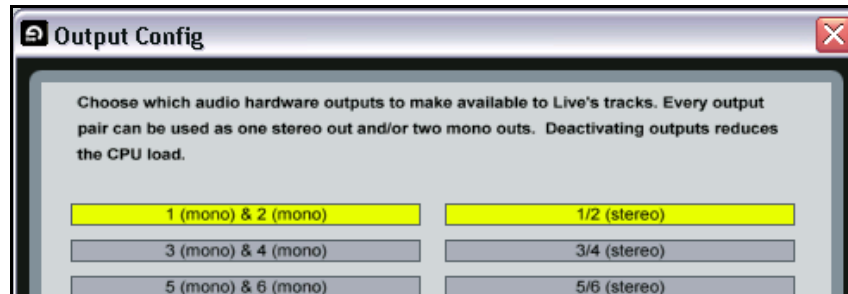 Output Config
Choose which audio hardware outputs to make available to Live's tracks. Every output
pair can be used as one stereo out and/or two mono outs.  Deactivating outputs reduces
the CPU load.
1 (mono) & 2 (mono)
1/2 (stereo)
3 (mono) & 4 (mono)
3/4 (stereo)
5 (mono) & 6 (mono)
5/6 (stereo)